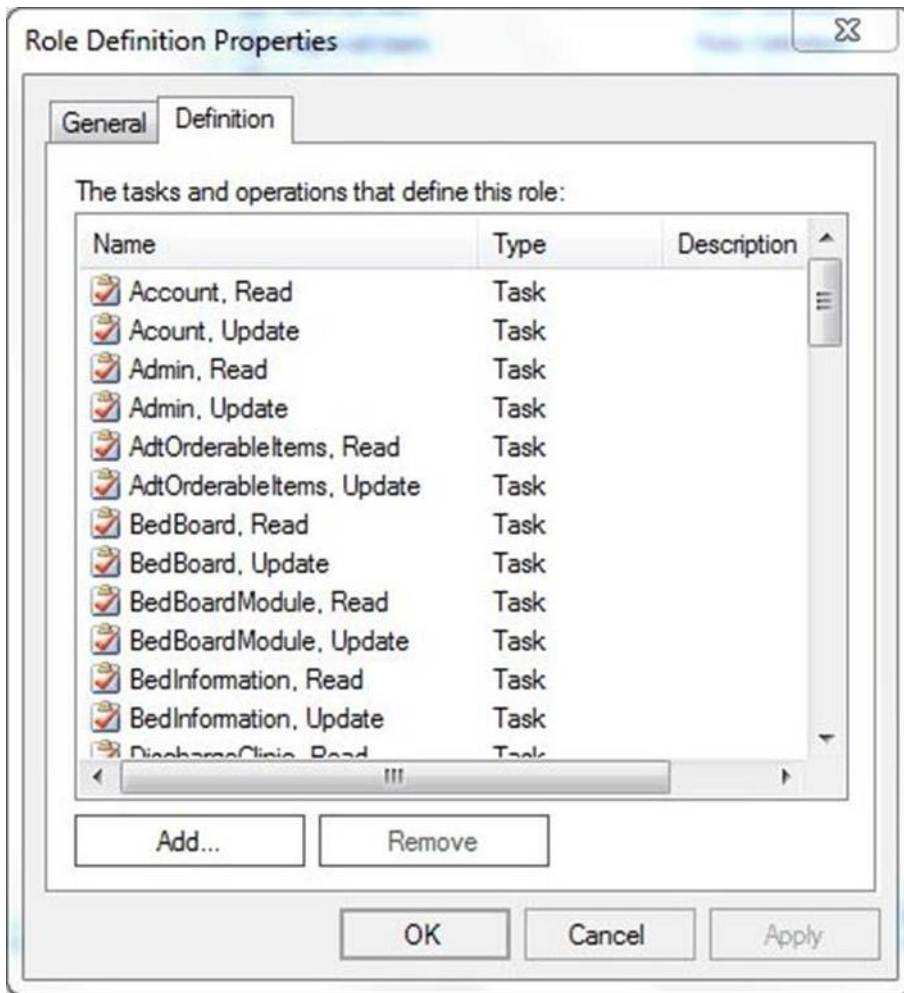 Role Definition Properties
General Definition
The tasks and operations that define this role:
Name Type Description
Account, Read Task
Acount, Update Task
Admin, Read Task
Admin, Update Task
AdtOrderableItems, Read Task
AdtOrderableItems, Update Task
BedBoard, Read Task
BedBoard, Update Task
BedBoardModule, Read Task
BedBoardModule, Update Task
BedInformation, Read Task
BedInformation, Update Task
DischargeClinic, Read Task
Add... Remove
OK Cancel Apply